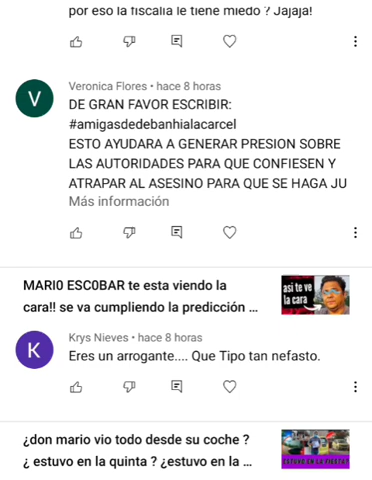 por eso la fiscalia le tiene miedo ? Jajaja!
Veronica Flores • hace 8 horas
V
DE GRAN FAVOR ESCRIBIR:
#amigasdedebanhialacarcel
ESTO AYUDARA A GENERAR PRESION SOBRE
LAS AUTORIDADES PARA QUE CONFIESEN Y
ATRAPAR AL ASESINO PARA QUE SE HAGA JU
Más información
MARI0 ESC0BAR te esta viendo la
cara!! se va cumpliendo la predicción ...
asi te ve
la cara
Krys Nieves • hace 8 horas
K
Eres un arrogante.... Que Tipo tan nefasto.
¿don mario vio todo desde su coche ?
¿ estuvo en la quinta ? ¿estuvo en la ...
ESTUVO EN LA FIESTA?